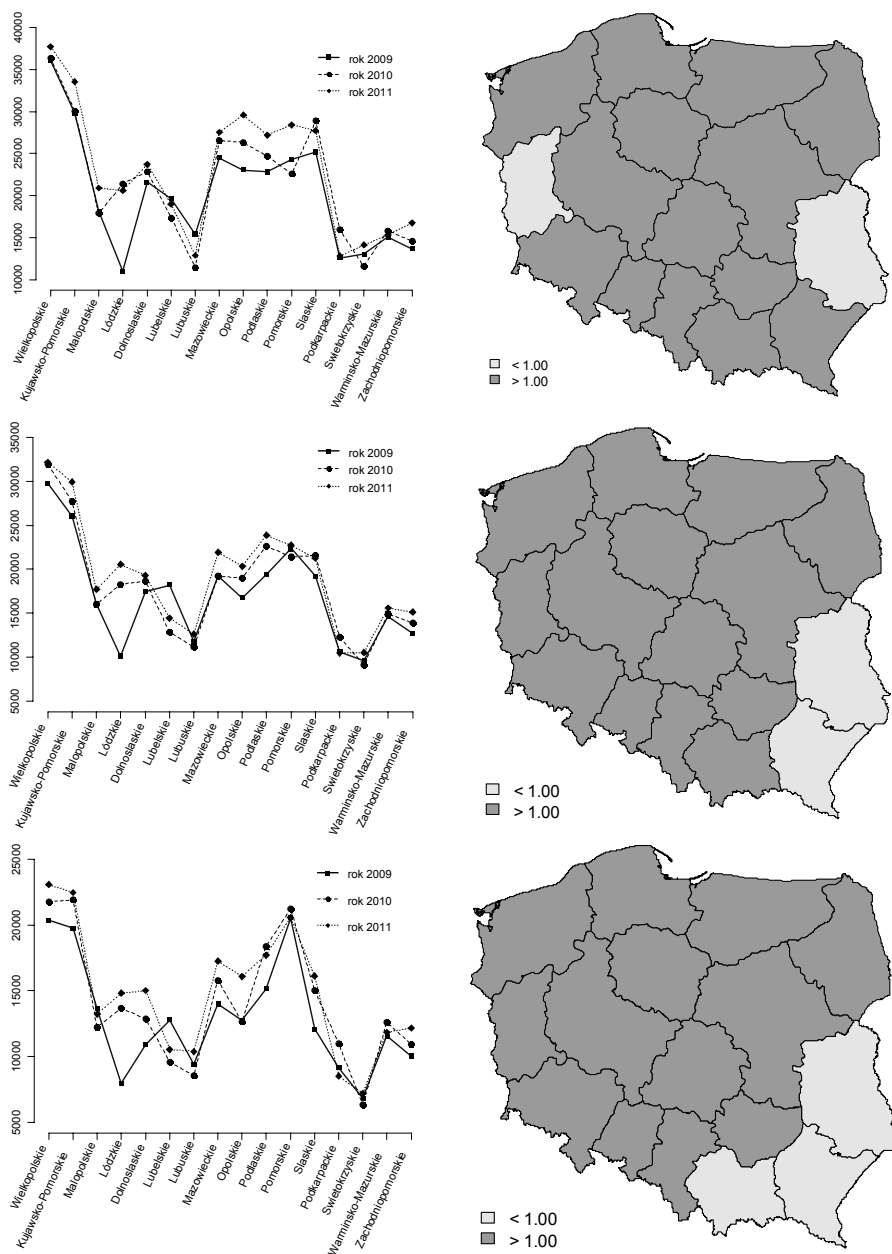 40000
35000
30000
25000
20000
15000
10000
rok 2009
rok 2010
rok 2011
Wielkopolskie
Kujawsko-Pomorskie
Małopdskie
Lódzkie
Dolnoslaskie
Lubelskie
Lubuskie
Mazowieckie
Opolskie
Podlaskie
Pomorskie
Slaskie
Podkarpackie
Swietokrzyskie
Warminsko-Mazurskie
Zachodniopomorskie
< 1.00
> 1.00
35000
30000
25000
20000
15000
10000
5000
rok 2009
rok 2010
rok 2011
Wielkopolskie
Kujawsko-Pomorskie
Malopolskie
Lódzkie
Dolnoslaskie
Lubelskie
Lubuskie
Mazowieckie
Opolskie
Podlaskie
Pomorskie
Slaskie
Podkarpackie
Swietokrzyskie
Warminsko-Mazurskie
Zachodniopomorskie
< 1.00
> 1.00
25000
20000
15000
10000
5000
rok 2009
rok 2010
rok 2011
Wielkopolskie
Kujawsko-Pomorskie
Malopolskie
Lódzkie
Dolnoslaskie
Lubelskie
Lubuskie
Mazowieckie
Opolskie
Podlaskie
Pomorskie
Slaskie
Podkarpackie
Swietokrzyskie
Warminsko-Mazurskie
Zachodniopomorskie
< 1.00
> 1.00